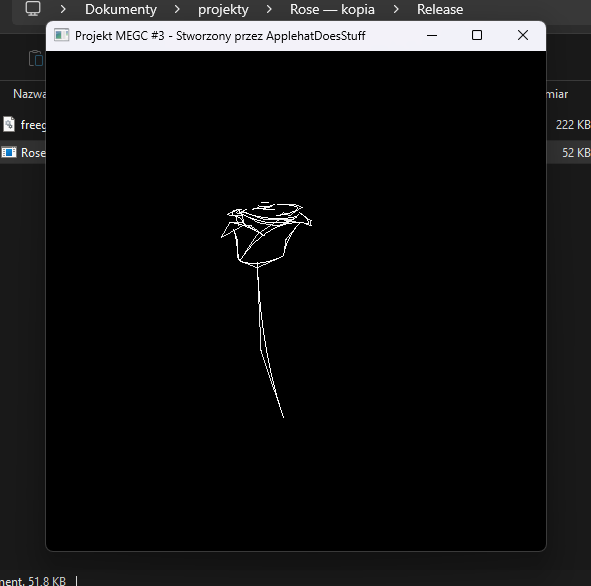 Dokumenty > projekty > Rose — kopia > Release
Projekt MEGC #3 - Stworzony przez ApplehatDoesStuff
Nazwa
miar
freeg
222 KB
Rose
52 KB
ment. 51,8 KB